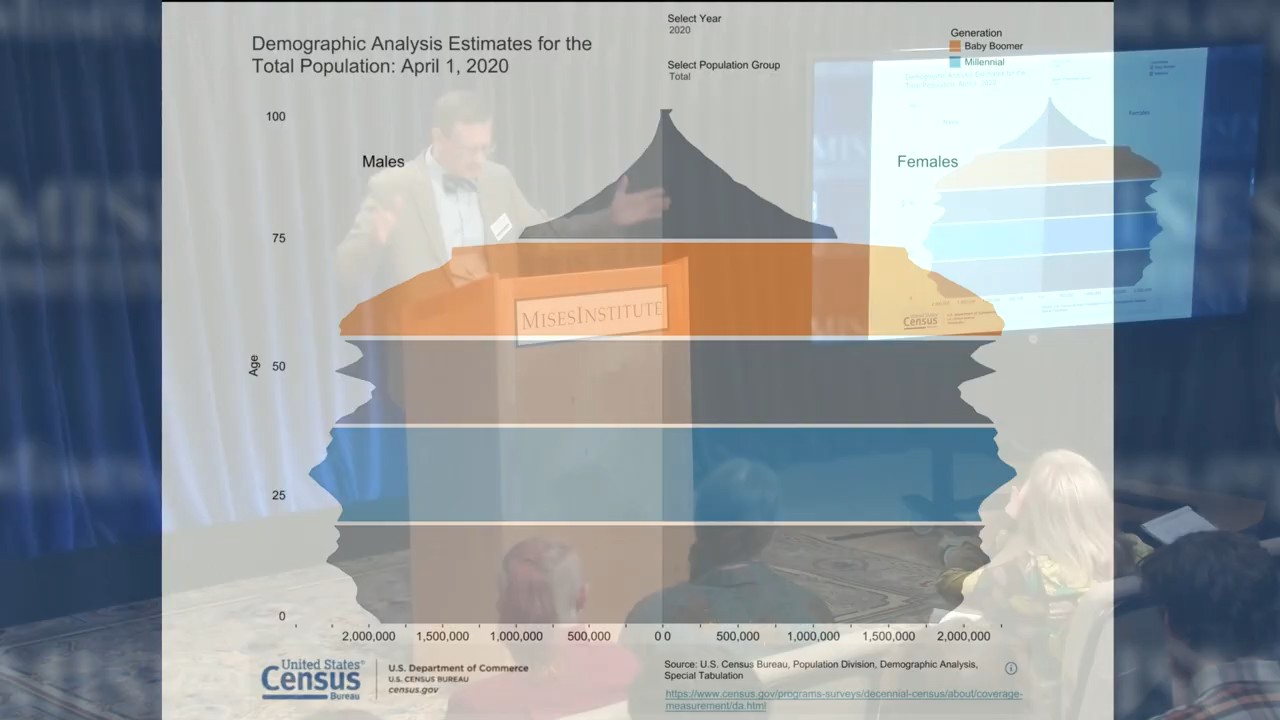 Select Year
2020
Demographic Analysis Estimates for the
Total Population: April 1, 2020
Select Population Group
Total
Generation
Baby Boomer
Millennial
100
Males
Females
Females
75
MISESINSTITUTE
Age
50
25
0
2,000,000 1,500,000 1,000,000 500,000 0 0 500,000 1,000,000 1,500,000 2,000,000
United States®
Census
Bureau
U.S. Department of Commerce
U.S. CENSUS BUREAU
census.gov
Source: U.S. Census Bureau, Population Division, Demographic Analysis,
Special Tabulation
https://www.census.gov/programs-surveys/decennial-census/about/coverage-
measurement/da.html
Census